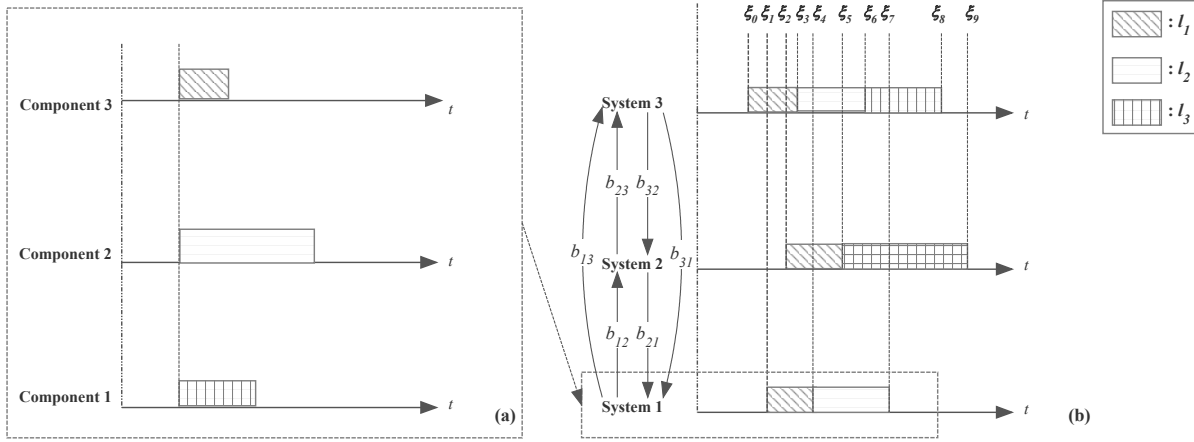 Component 3
t
Component 2
t
Component 1
t
(a)
ξ0 ξ1 ξ2 ξ3 ξ4 ξ5 ξ6 ξ7 ξ8 ξ9
System 3
t
b23 b32
b13 System 2 b31
t
b12 b21
System 1
t
(b)
: l1
: l2
: l3